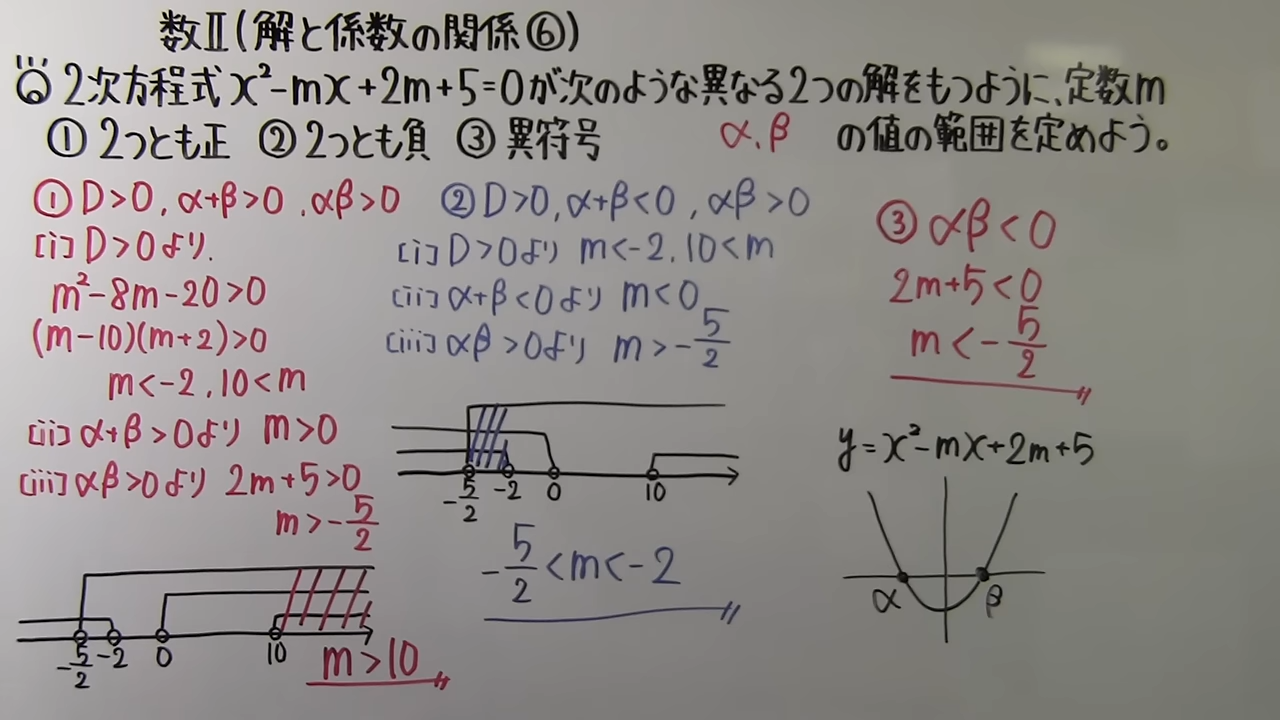 数Ⅱ(解と係数の関係⑥)
Q 2次方程式x²-mx+2m+5=0が次のような異なる2つの解をもつように、定数m
の値の範囲を定めよう。
① 2つとも正 ② 2つとも負 ③ 異符号
α、β
① D>0, α+β>0, αβ>0
[i] D>0より、
m²-8m-20>0
(m-10)(m+2)>0
m<-2, 10<m
[ii] α+β>0より m>0
[iii] αβ>0より 2m+5>0
m>-5/2
-5/2 -2 0 10
m>10
② D>0, α+β<0, αβ>0
[i] D>0より m<-2, 10<m
[ii] α+β<0より m<0
[iii] αβ>0より m>-5/2
-5/2 -2 0 10
-5/2<m<-2
③ αβ<0
2m+5<0
m<-5/2
y=x²-mx+2m+5
α β